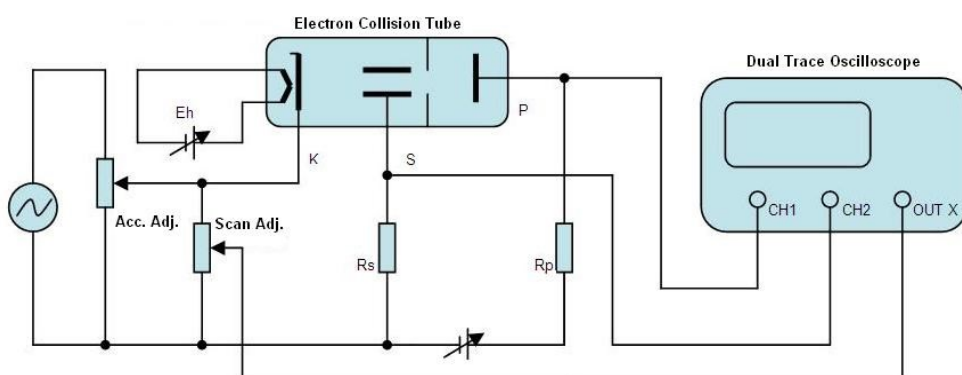 Electron Collision Tube
Dual Trace Oscilloscope
Eh
P
K
S
CH1
CH2
OUT X
Acc. Adj.
Scan Adj.
Rs
Rp